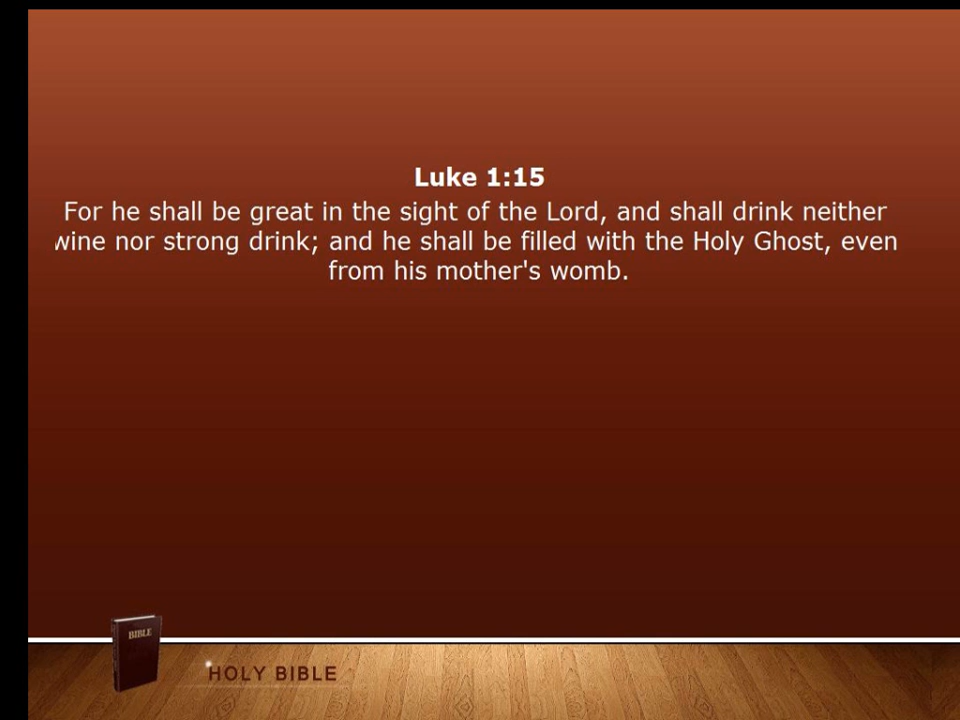 Luke 1:15
For he shall be great in the sight of the Lord, and shall drink neither
wine nor strong drink; and he shall be filled with the Holy Ghost, even
from his mother's womb.
BIBLE
HOLY BIBLE